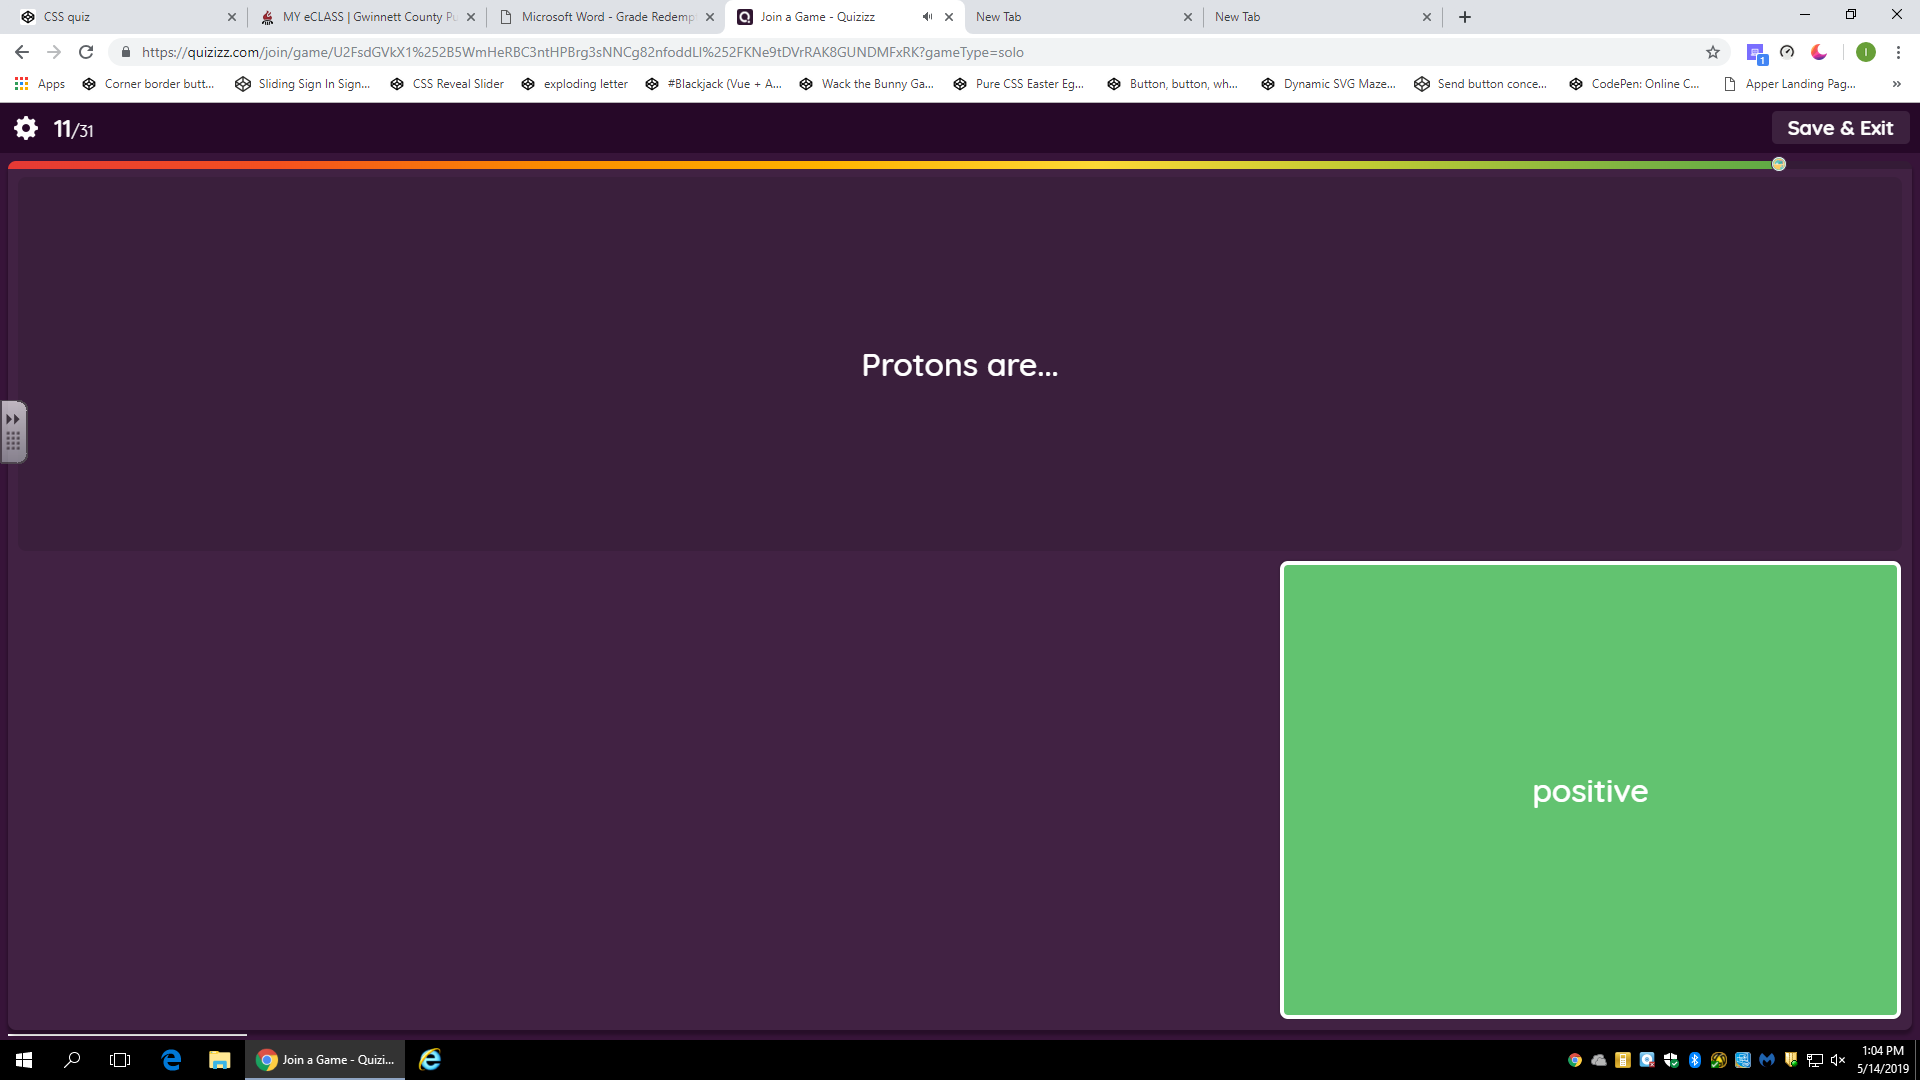 CSS quiz
MY eCLASS | Gwinnett County Pu
Microsoft Word - Grade Redemp
Join a Game - Quizizz
New Tab
New Tab
https://quizizz.com/join/game/U2FsdGVkX1%252B5WmHeRBC3ntHPBrg3sNNCg82nfoddLl%252FKNe9tDVrRAK8GUNDMFxRK?gameType=solo
1
I
Apps
Corner border butt...
Sliding Sign In Sign...
CSS Reveal Slider
exploding letter
#Blackjack (Vue + A...
Wack the Bunny Ga...
Pure CSS Easter Eg...
Button, button, wh...
Dynamic SVG Maze...
Send button conce...
CodePen: Online C...
Apper Landing Pag...
»
11/31
Save & Exit
Protons are...
positive
Join a Game - Quizi...
1:04 PM
5/14/2019